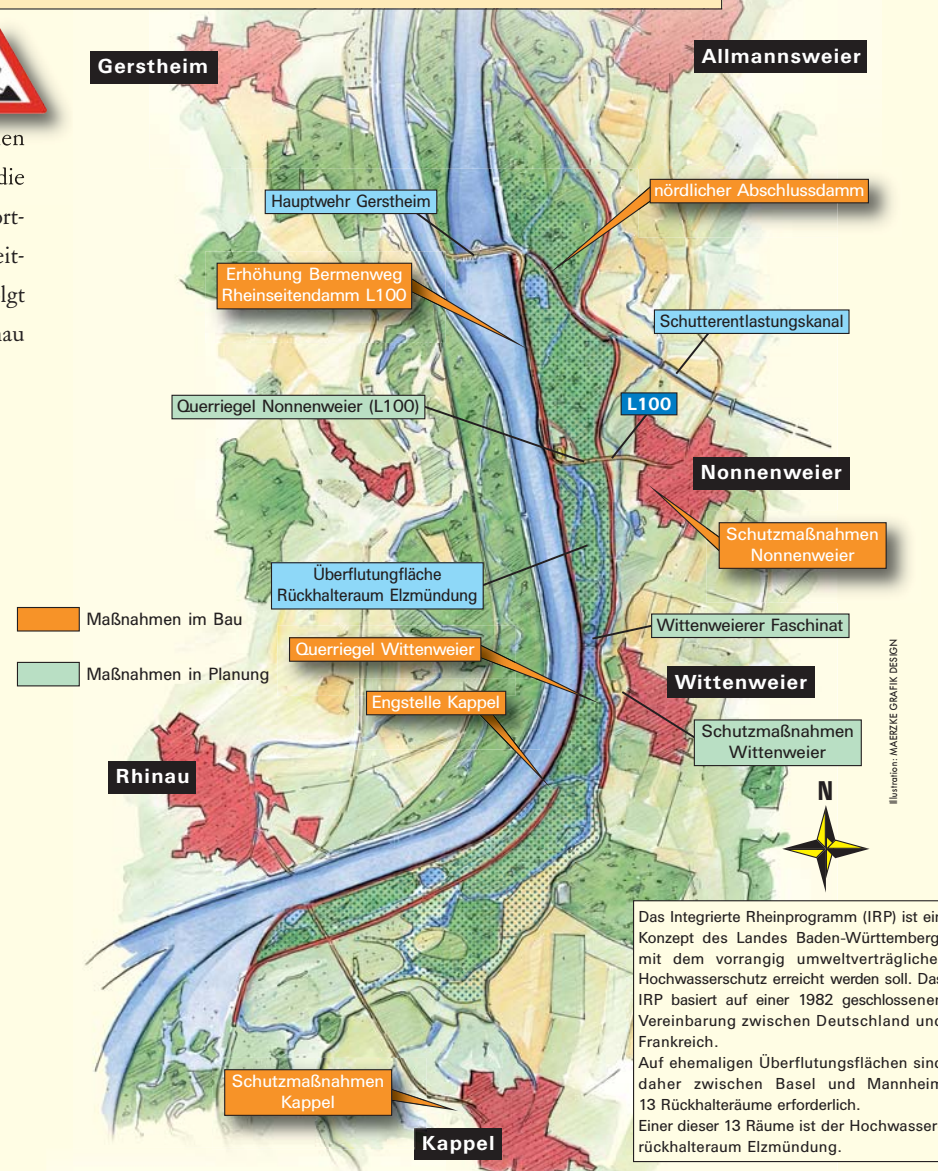 Gerstheim
Allmannsweier
die
Hauptwehr Gerstheim
nördlicher Abschlussdamm
Erhöhung Bermenweg
Rheinseitendamm L100
Schutterentlastungskanal
Querriegel Nonnenweier (L100)
L100
Nonnenweier
Schutzmaßnahmen
Nonnenweier
Überflutungfläche
Rückhalteraum Elzmündung
Maßnahmen im Bau
Wittenweierer Faschinat
Querriegel Wittenweier
Maßnahmen in Planung
Wittenweier
Engstelle Kappel
Schutzmaßnahmen
Wittenweier
Illustration: MAERZKE GRAFIK DESIGN
Rhinau
N
Das Integrierte Rheinprogramm (IRP) ist ein
Konzept des Landes Baden-Württemberg,
mit dem vorrangig umweltverträglicher
Hochwasserschutz erreicht werden soll. Das
IRP basiert auf einer 1982 geschlossenen
Vereinbarung zwischen Deutschland und
Frankreich.
Auf ehemaligen Überflutungsflächen sind
daher zwischen Basel und Mannheim
13 Rückhalteräume erforderlich.
Einer dieser 13 Räume ist der Hochwasser-
rückhalteraum Elzmündung.
Schutzmaßnahmen
Kappel
Kappel